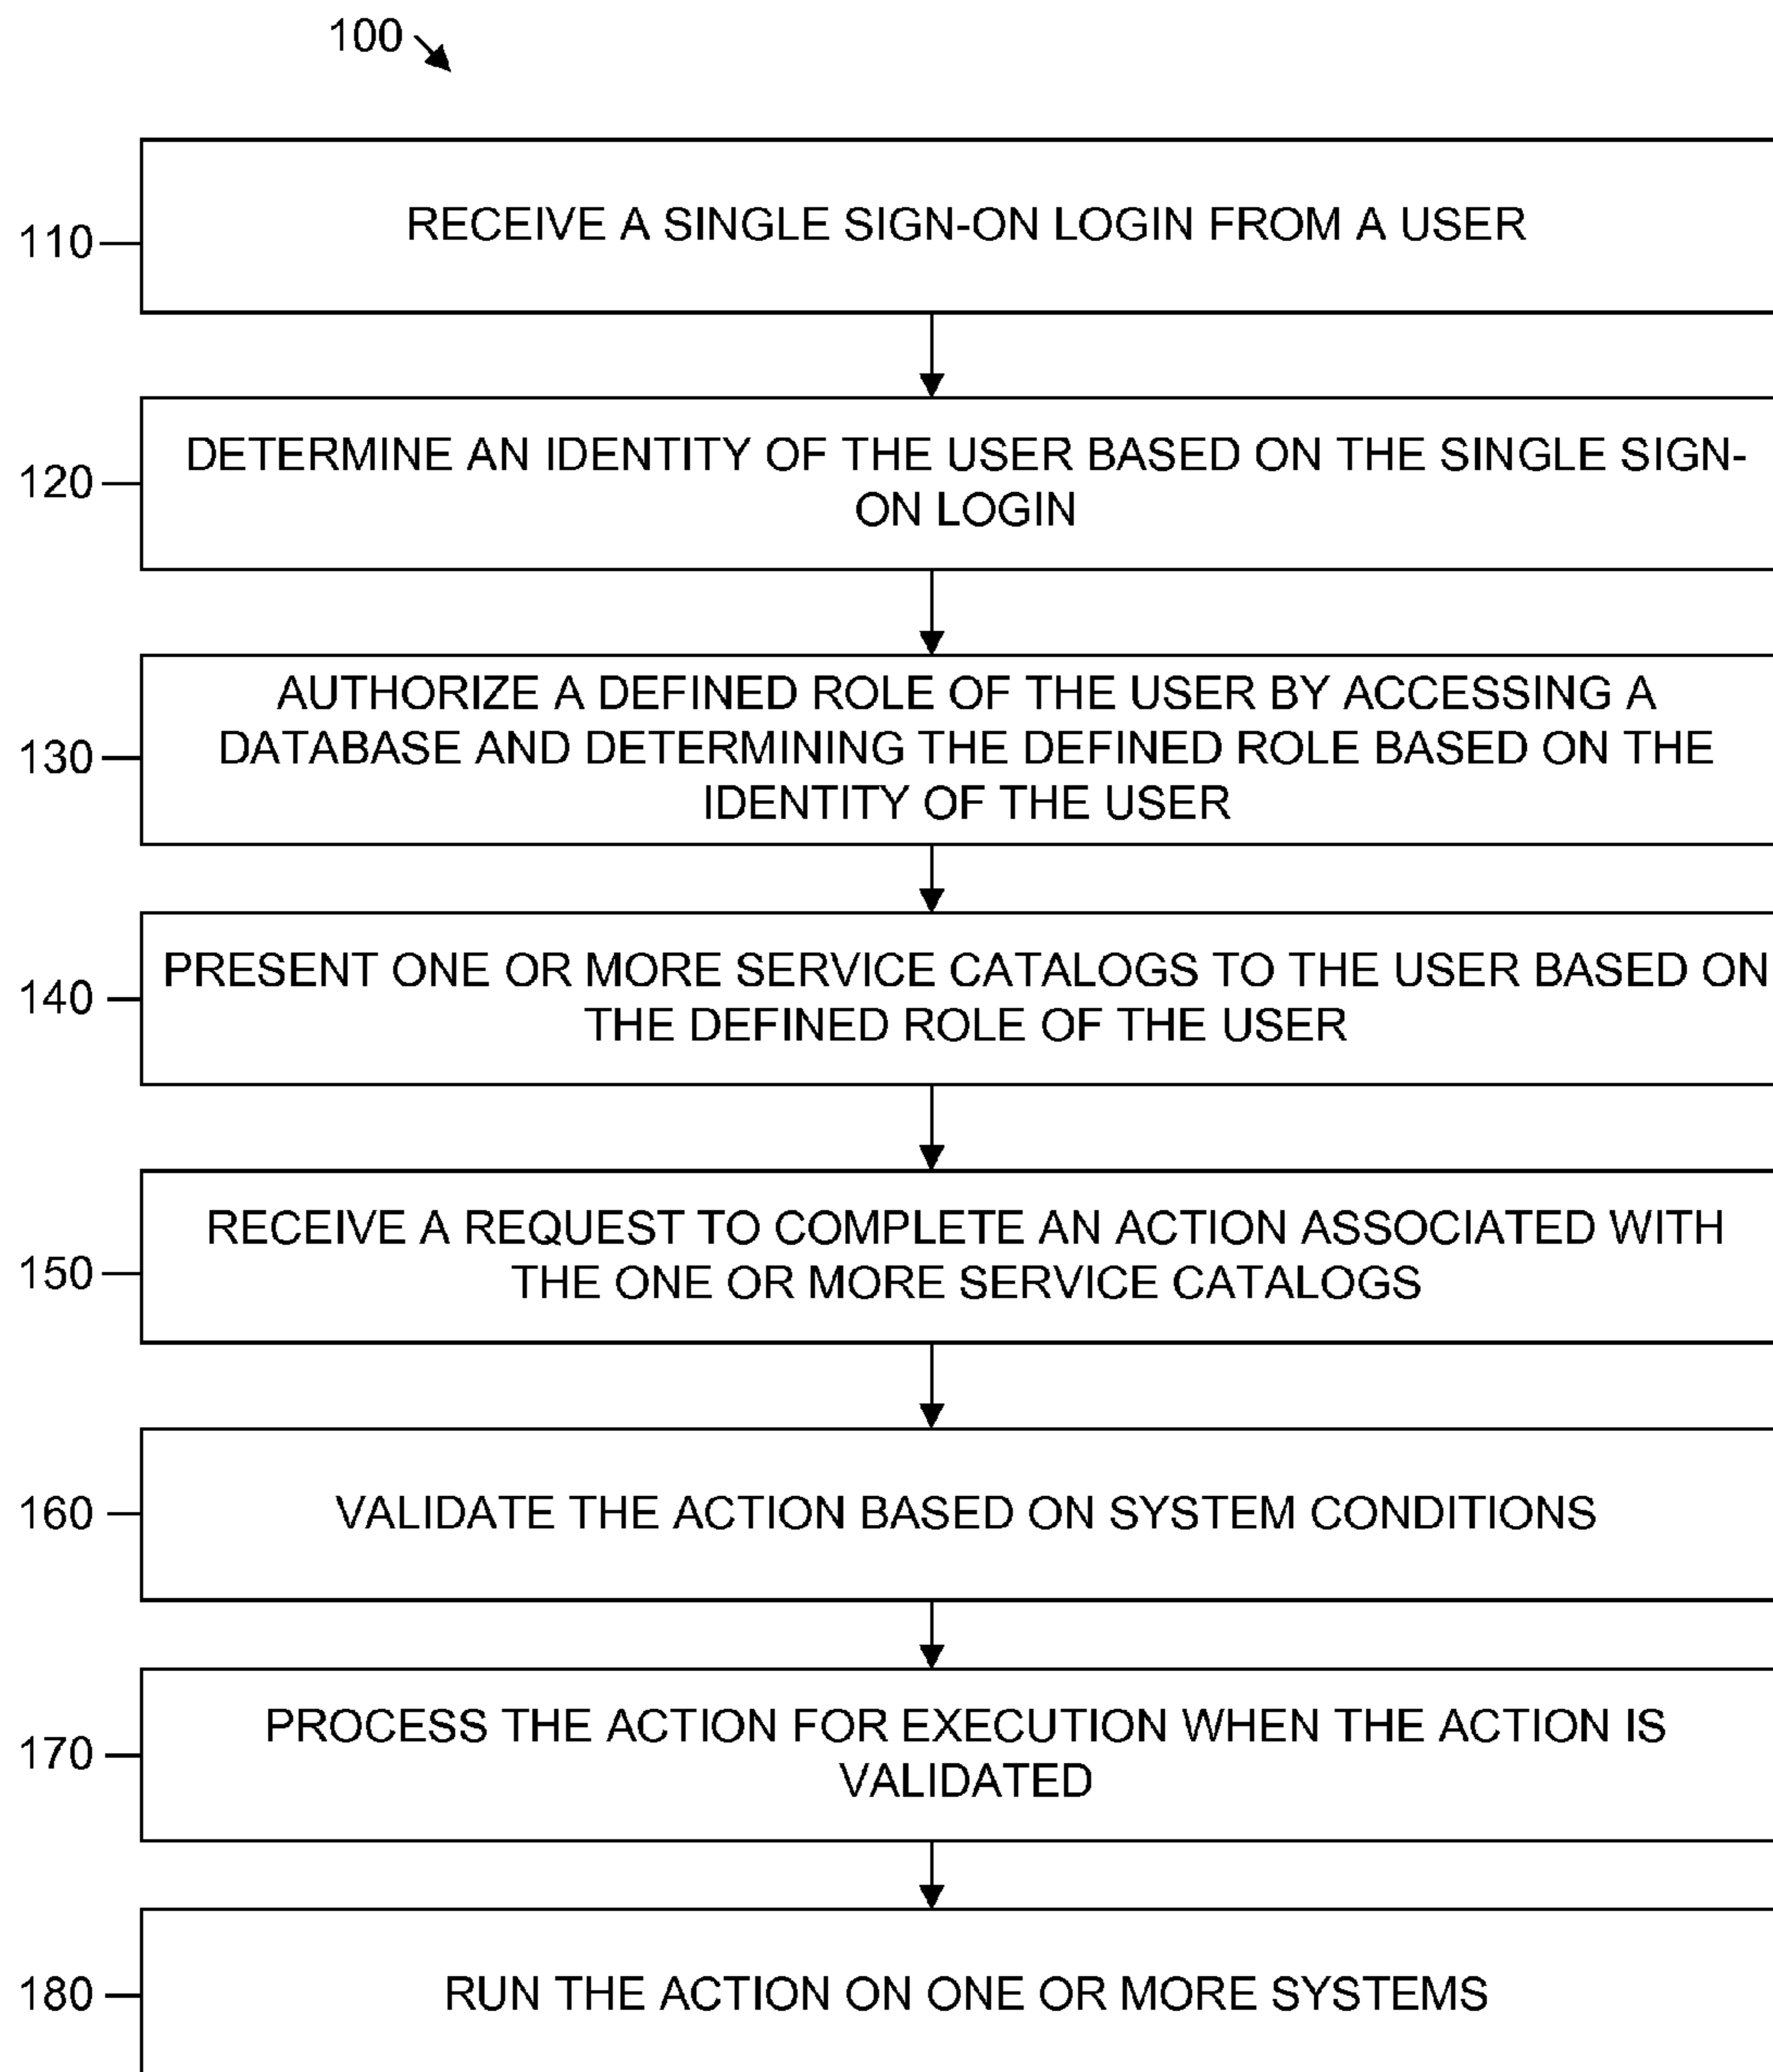 100
110
RECEIVE A SINGLE SIGN-ON LOGIN FROM A USER
120
DETERMINE AN IDENTITY OF THE USER BASED ON THE SINGLE SIGN-
ON LOGIN
130
AUTHORIZE A DEFINED ROLE OF THE USER BY ACCESSING A
DATABASE AND DETERMINING THE DEFINED ROLE BASED ON THE
IDENTITY OF THE USER
140
PRESENT ONE OR MORE SERVICE CATALOGS TO THE USER BASED ON
THE DEFINED ROLE OF THE USER
150
RECEIVE A REQUEST TO COMPLETE AN ACTION ASSOCIATED WITH
THE ONE OR MORE SERVICE CATALOGS
160
VALIDATE THE ACTION BASED ON SYSTEM CONDITIONS
170
PROCESS THE ACTION FOR EXECUTION WHEN THE ACTION IS
VALIDATED
180
RUN THE ACTION ON ONE OR MORE SYSTEMS